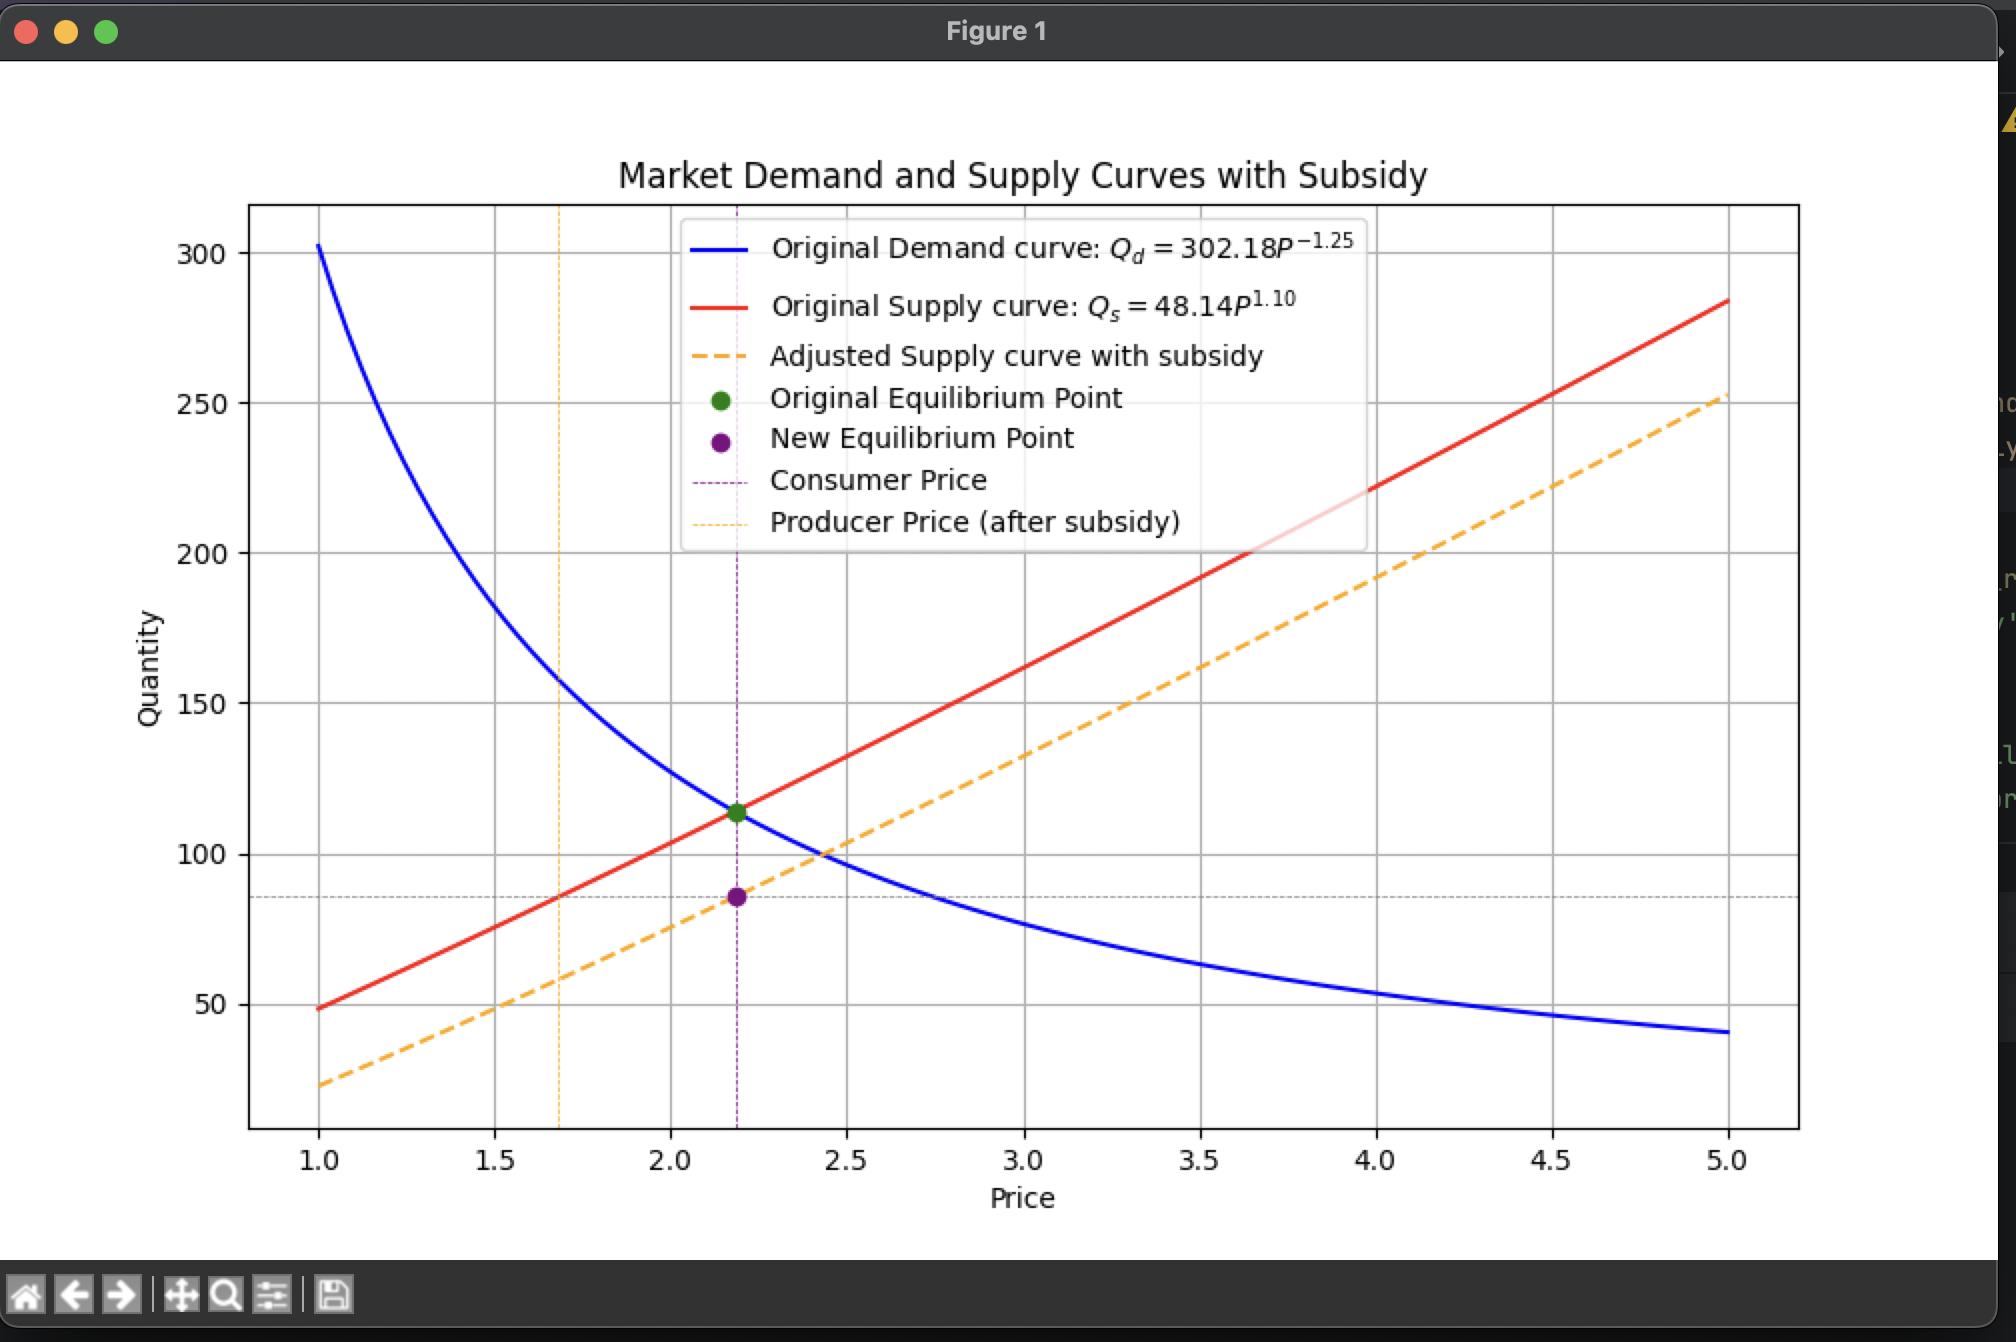 Figure 1
Market Demand and Supply Curves with Subsidy
Original Demand curve: Q_d = 302.18P^{-1.25}
Original Supply curve: Q_s = 48.14P^{1.10}
Adjusted Supply curve with subsidy
Original Equilibrium Point
New Equilibrium Point
Consumer Price
Producer Price (after subsidy)
Quantity
300
250
200
150
100
50
1.0 1.5 2.0 2.5 3.0 3.5 4.0 4.5 5.0
Price